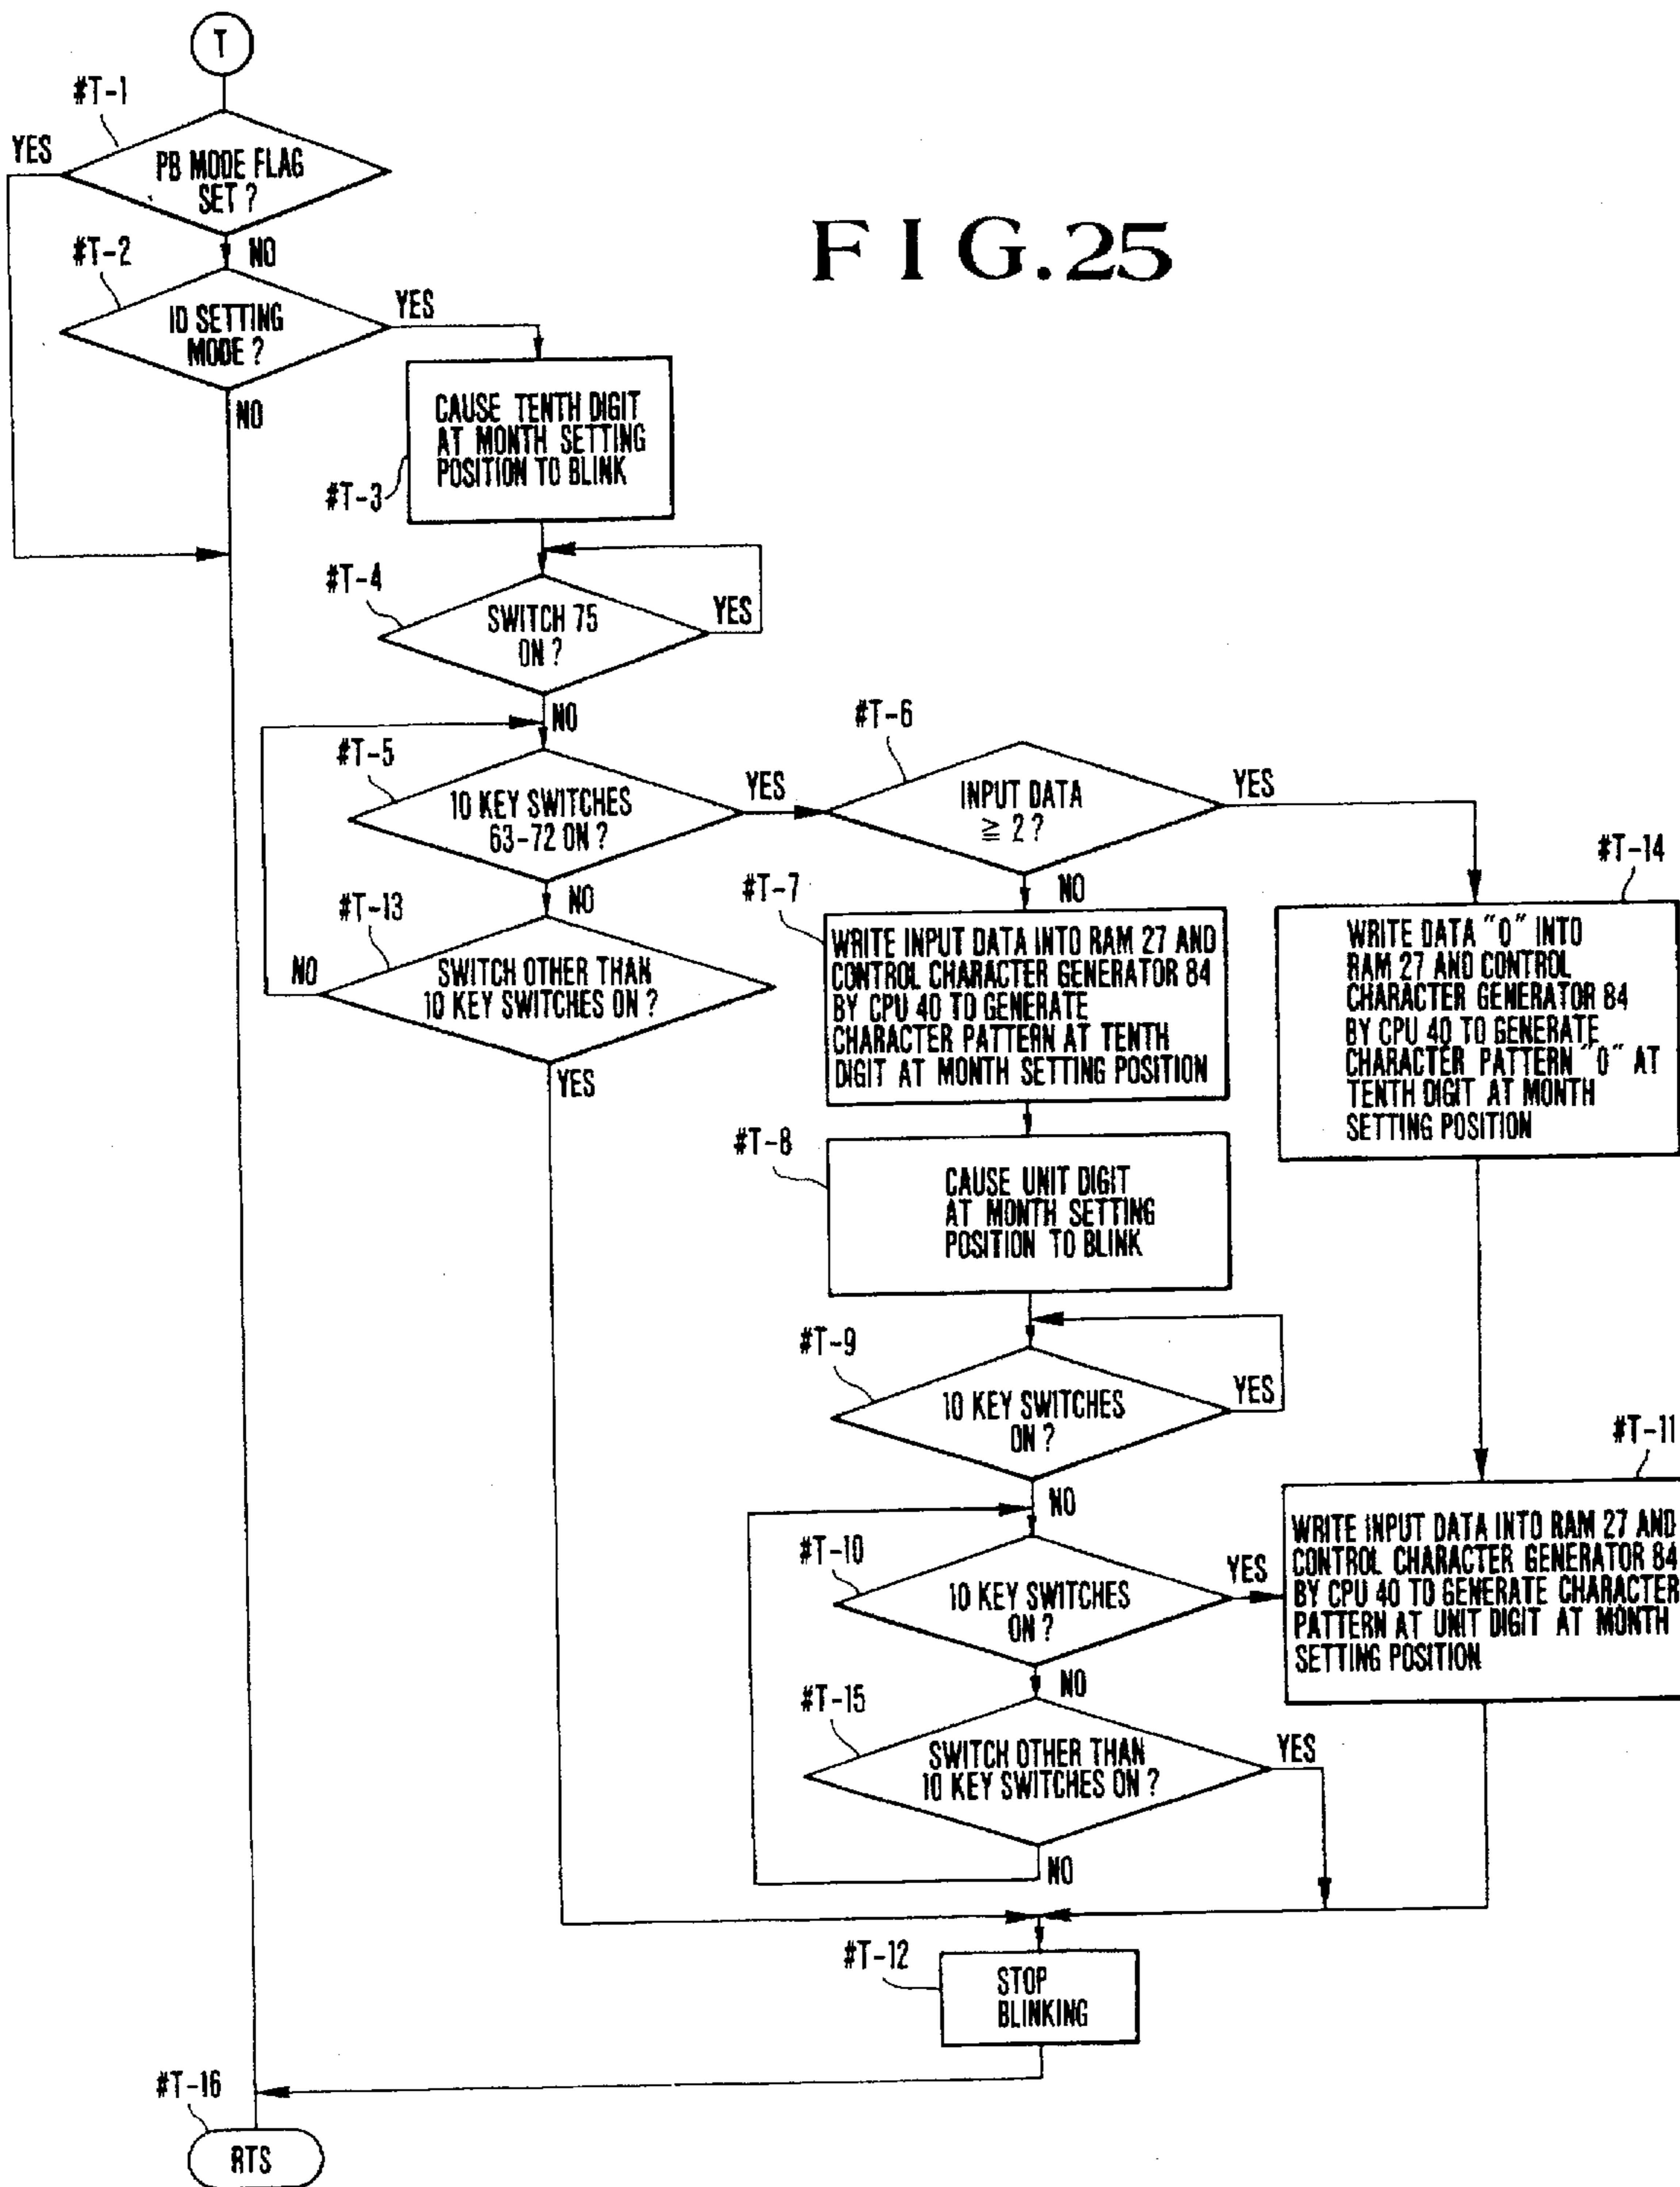 T
#T-1
YES
PB MODE FLAG
SET ?
NO
FIG.25
#T-2
ID SETTING
MODE ?
YES
NO
CAUSE TENTH DIGIT
AT MONTH SETTING
POSITION TO BLINK
#T-3
#T-4
SWITCH 75
ON ?
YES
NO
#T-5
10 KEY SWITCHES
63-72 ON ?
YES
NO
#T-6
INPUT DATA
≧ 2 ?
YES
NO
#T-13
SWITCH OTHER THAN
10 KEY SWITCHES ON ?
NO
YES
#T-7
WRITE INPUT DATA INTO RAM 27 AND
CONTROL CHARACTER GENERATOR 84
BY CPU 40 TO GENERATE
CHARACTER PATTERN AT TENTH
DIGIT AT MONTH SETTING POSITION
#T-14
WRITE DATA "0" INTO
RAM 27 AND CONTROL
CHARACTER GENERATOR 84
BY CPU 40 TO GENERATE
CHARACTER PATTERN "0" AT
TENTH DIGIT AT MONTH
SETTING POSITION
#T-8
CAUSE UNIT DIGIT
AT MONTH SETTING
POSITION TO BLINK
#T-9
10 KEY SWITCHES
ON ?
YES
NO
#T-10
10 KEY SWITCHES
ON ?
YES
NO
#T-11
WRITE INPUT DATA INTO RAM 27 AND
CONTROL CHARACTER GENERATOR 84
BY CPU 40 TO GENERATE CHARACTER
PATTERN AT UNIT DIGIT AT MONTH
SETTING POSITION
#T-15
SWITCH OTHER THAN
10 KEY SWITCHES ON ?
YES
NO
#T-12
STOP
BLINKING
#T-16
RTS